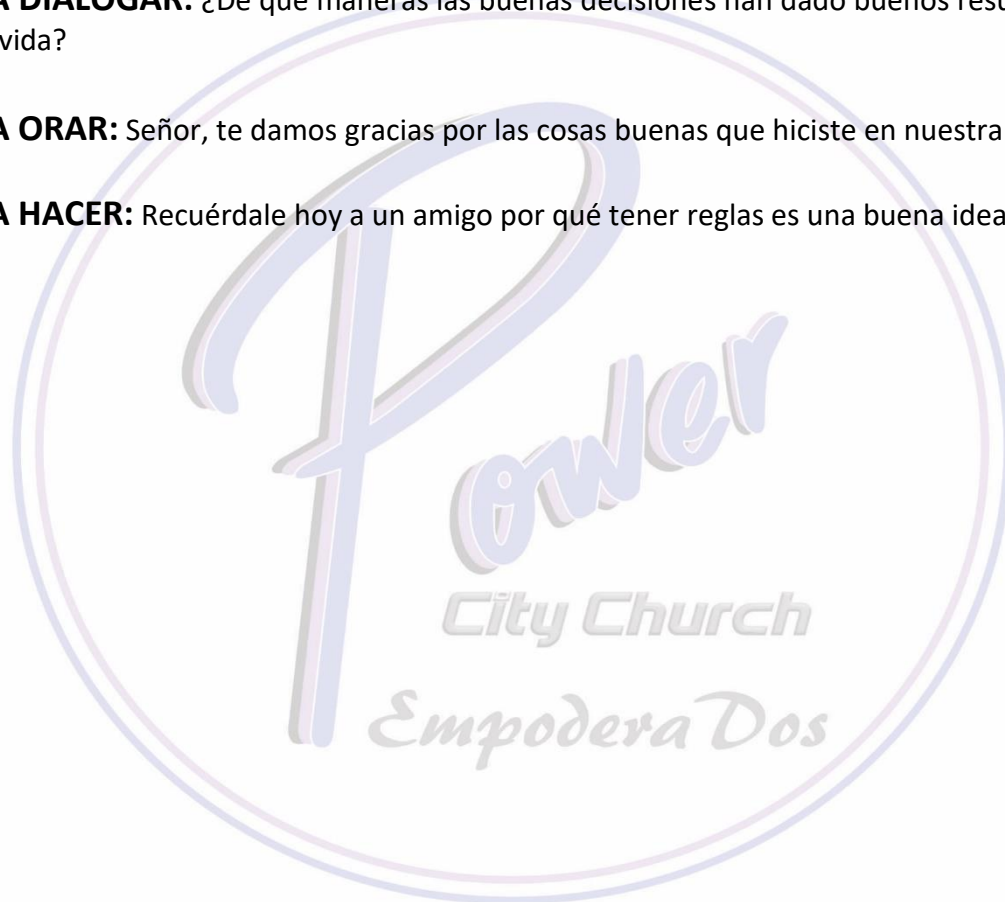 A DIALOGAR: ¿De qué maneras las buenas decisiones han dado buenos
vida?
A ORAR: Señor, te damos gracias por las cosas buenas que hiciste en nuestra
A HACER: Recuérdale hoy a un amigo por qué tener reglas es una buena idea
Power
City Church
EmpoderaDos